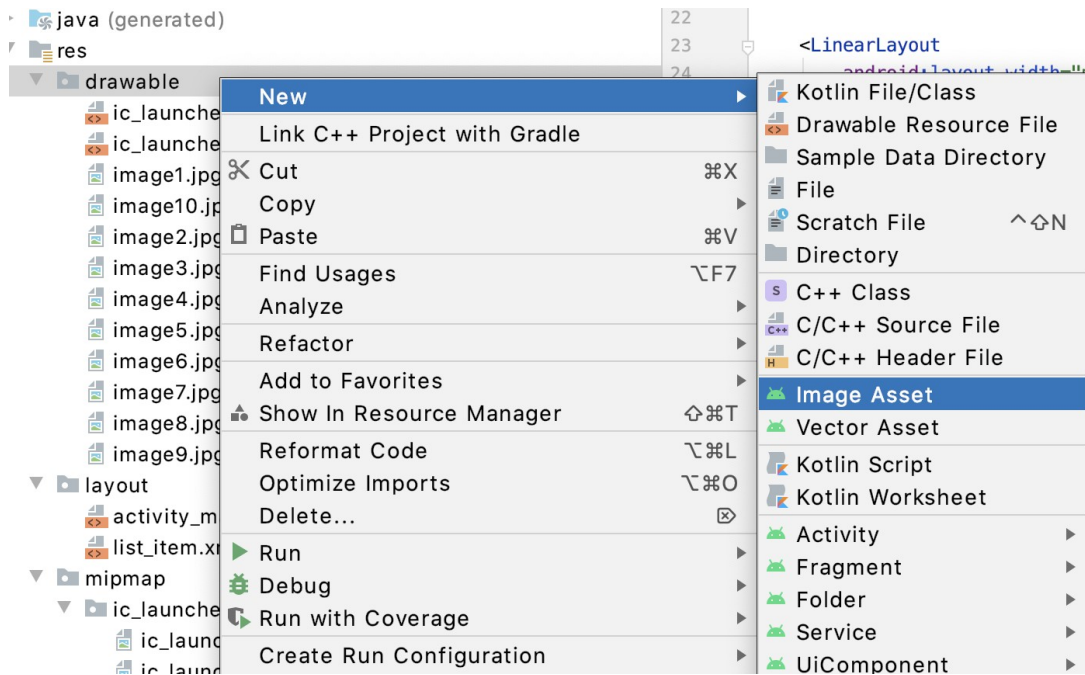 java (generated)
res
drawable
ic_launche
ic_launche
image1.jpg
image10.jp
image2.jpg
image3.jpg
image4.jpg
image5.jpg
image6.jpg
image7.jpg
image8.jpg
image9.jpg
layout
activity_m
list_item.x
mipmap
ic_launche
ic_launc
ic_launc
22
23 <LinearLayout
24 android:layout_width="
New
Link C++ Project with Gradle
Cut ⌘X
Copy
Paste ⌘V
Find Usages ⌥F7
Analyze
Refactor
Add to Favorites
Show In Resource Manager ⇧⌘T
Reformat Code ⌥⌘L
Optimize Imports ⌥⌘O
Delete... ⌦
Run
Debug
Run with Coverage
Create Run Configuration
Kotlin File/Class
Drawable Resource File
Sample Data Directory
File
Scratch File ^⇧N
Directory
S C++ Class
C++ C/C++ Source File
H C/C++ Header File
Image Asset
Vector Asset
Kotlin Script
Kotlin Worksheet
Activity
Fragment
Folder
Service
UiComponent